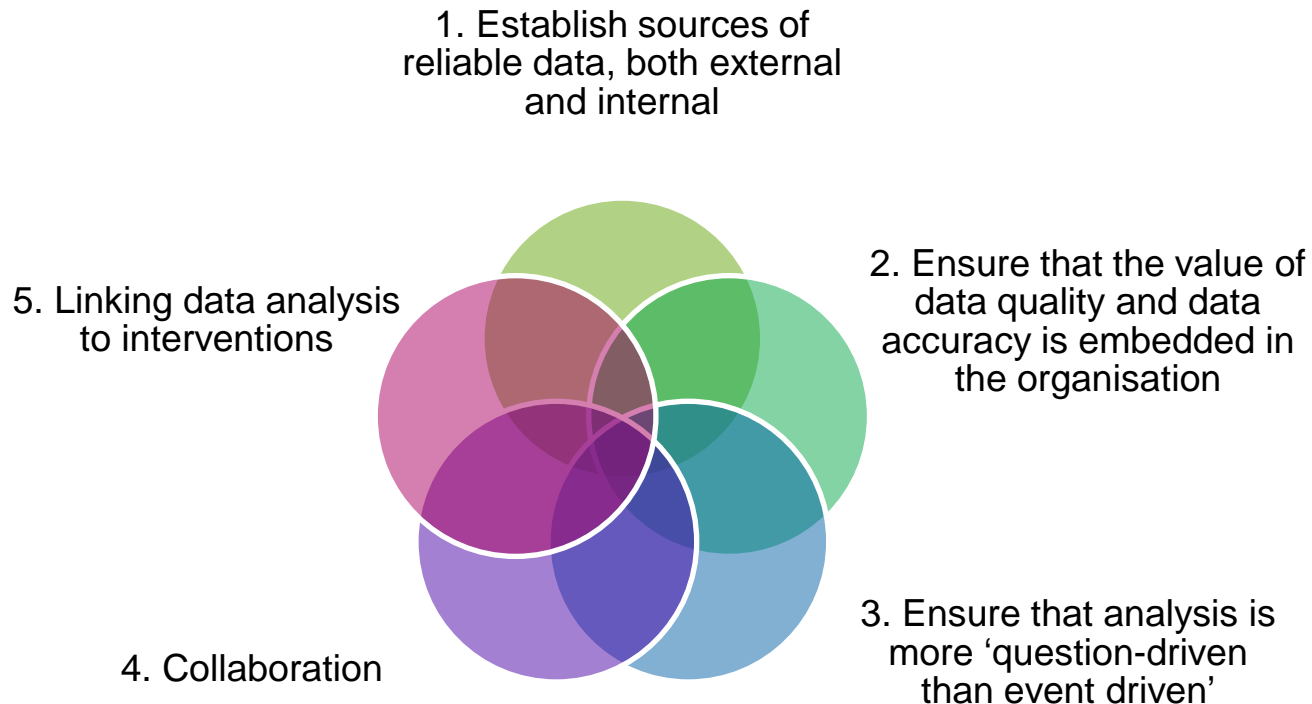 1. Establish sources of
reliable data, both external
and internal
2. Ensure that the value of
data quality and data
accuracy is embedded in
the organisation
3. Ensure that analysis is
more ‘question-driven
than event driven’
4. Collaboration
5. Linking data analysis
to interventions